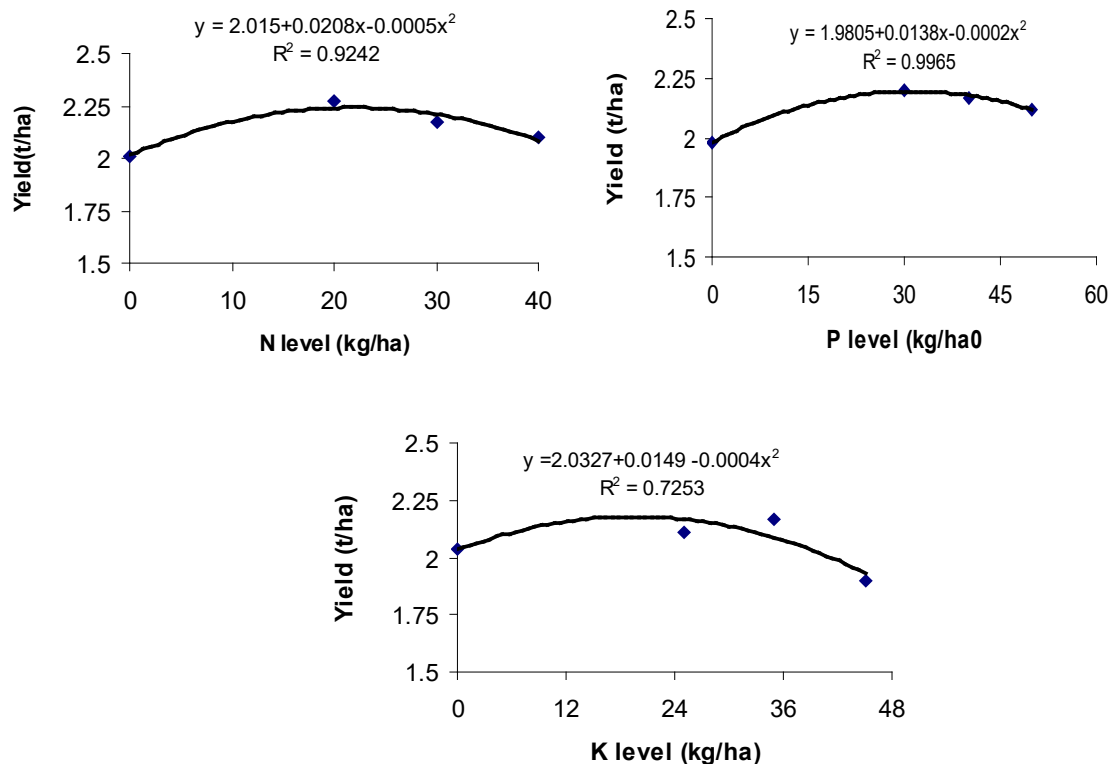 y = 2.015+0.0208x-0.0005x²
R² = 0.9242
2.5
2.25
2
1.75
1.5
Yield(t/ha)
0 10 20 30 40
N level (kg/ha)
y = 1.9805+0.0138x-0.0002x²
R² = 0.9965
2.5
2.25
2
1.75
1.5
Yield (t/ha)
0 15 30 45 60
P level (kg/ha0
y =2.0327+0.0149 -0.0004x²
R² = 0.7253
2.5
2.25
2
1.75
1.5
Yield (t/ha)
0 12 24 36 48
K level (kg/ha)